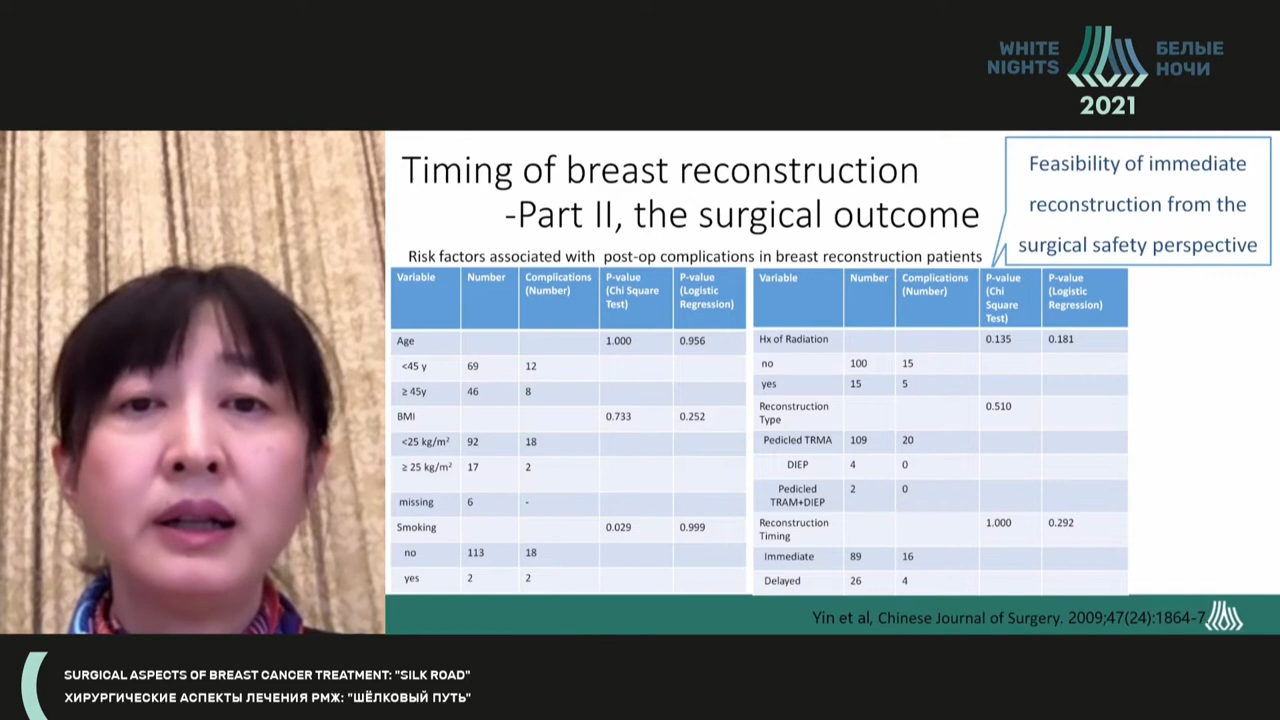 WHITE NIGHTS
БЕЛЫЕ НОЧИ
2021
Timing of breast reconstruction
-Part II, the surgical outcome
Feasibility of immediate
reconstruction from the
surgical safety perspective
Risk factors associated with post-op complications in breast reconstruction patients
Variable Number Complications (Number) P-value (Chi Square Test) P-value (Logistic Regression)
Age 1.000 0.956
<45 y 69 12
≥ 45y 46 8
BMI 0.733 0.252
<25 kg/m² 92 18
≥ 25 kg/m² 17 2
missing 6 -
Smoking 0.029 0.999
no 113 18
yes 2 2
Variable Number Complications (Number) P-value (Chi Square Test) P-value (Logistic Regression)
Hx of Radiation 0.135 0.181
no 100 15
yes 15 5
Reconstruction Type 0.510
Pedicled TRMA 109 20
DIEP 4 0
Pedicled TRAM+DIEP 2 0
Reconstruction Timing 1.000 0.292
Immediate 89 16
Delayed 26 4
Yin et al, Chinese Journal of Surgery. 2009;47(24):1864-7
SURGICAL ASPECTS OF BREAST CANCER TREATMENT: "SILK ROAD"
ХИРУРГИЧЕСКИЕ АСПЕКТЫ ЛЕЧЕНИЯ РМЖ: "ШЁЛКОВЫЙ ПУТЬ"